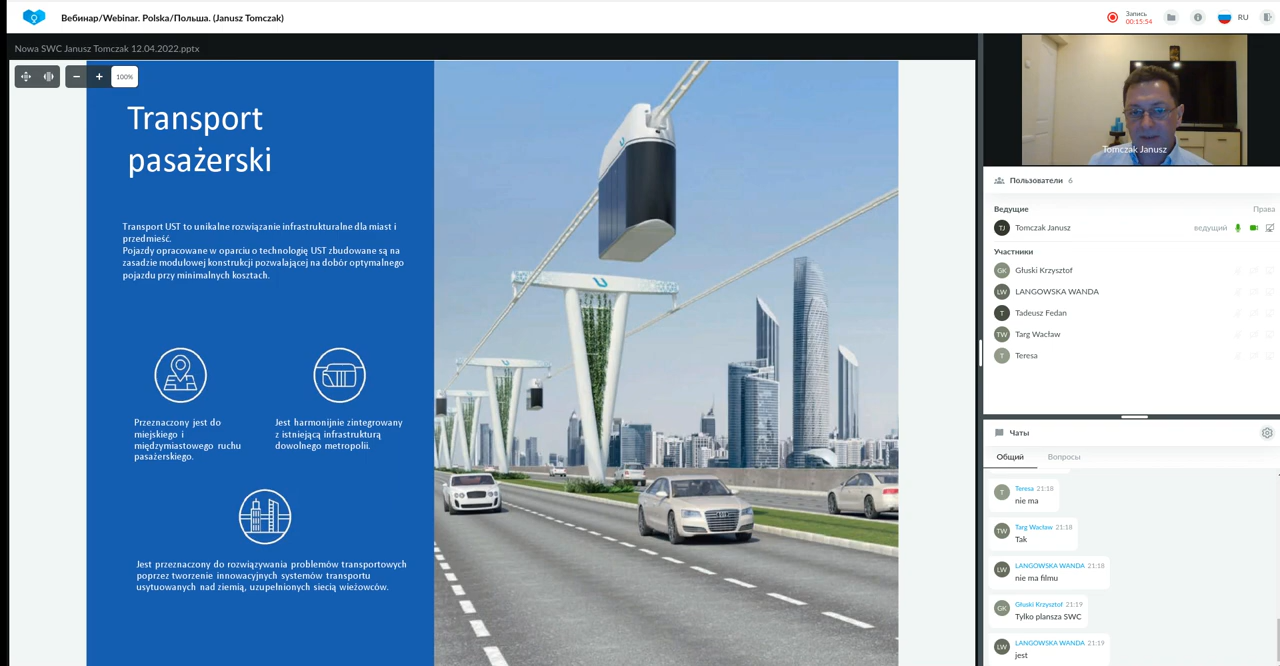 Вебинар/Webinar. Polska/Польша. (Janusz Tomczak)
Запись
00:15:54
RU
Nowa SWC Janusz Tomczak 12.04.2022.pptx
100%
Transport
pasażerski
Transport UST to unikalne rozwiązanie infrastrukturalne dla miast i
przedmieść.
Pojazdy opracowane w oparciu o technologię UST zbudowane są na
zasadzie modułowej konstrukcji pozwalającej na dobór optymalnego
pojazdu przy minimalnych kosztach.
Przeznaczony jest do
miejskiego i
międzymiastowego ruchu
pasażerskiego.
Jest harmonijnie zintegrowany
z istniejącą infrastrukturą
dowolnego metropolii.
Jest przeznaczony do rozwiązywania problemów transportowych
poprzez tworzenie innowacyjnych systemów transportu
usytuowanych nad ziemią, uzupełnionych siecią wieżowców.
Tomczak Janusz
Пользователи 6
Ведущие Права
TJ Tomczak Janusz ведущий
Участники
GK Głuski Krzysztof
LW LANGOWSKA WANDA
T Tadeusz Fedan
TW Targ Wacław
T Teresa
Чаты
Общий Вопросы
T Teresa 21:18
nie ma
TW Targ Wacław 21:18
Tak
LW LANGOWSKA WANDA 21:18
nie ma filmu
GK Głuski Krzysztof 21:19
Tylko plansza SWC
LW LANGOWSKA WANDA 21:19
jest